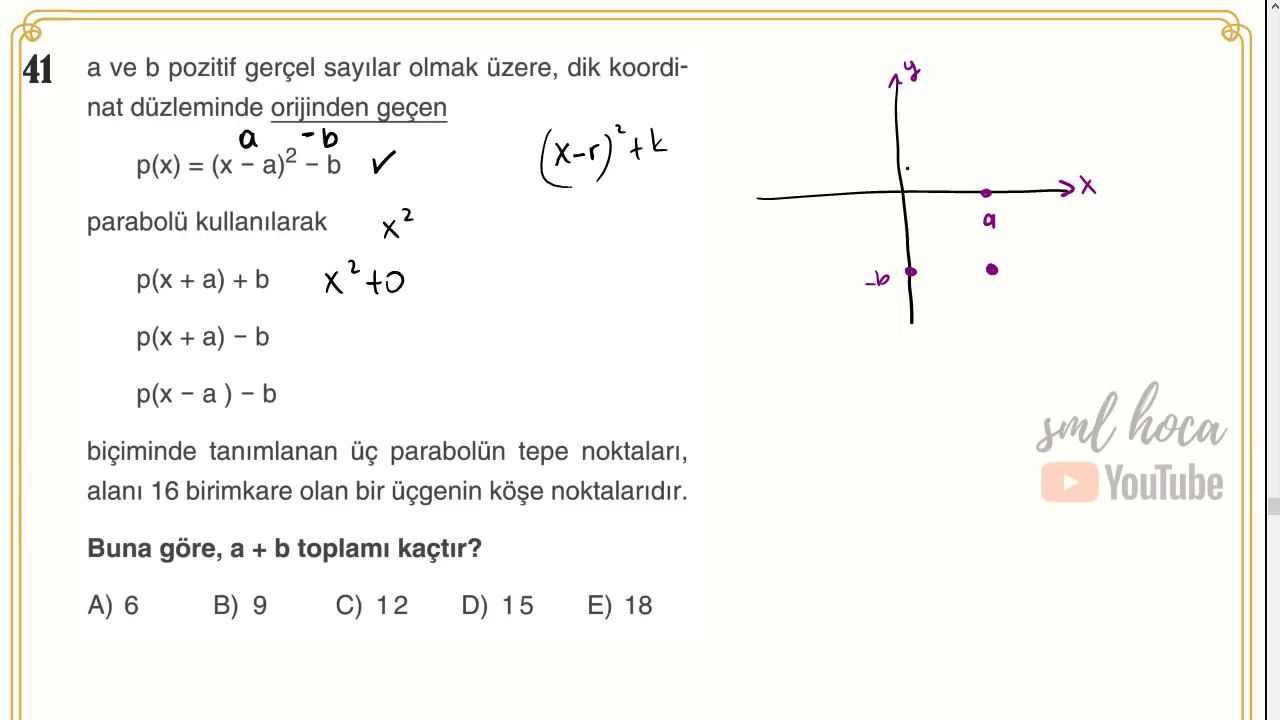 41
a ve b pozitif gerçel sayılar olmak üzere, dik koordi-
nat düzleminde orijinden geçen
a -b
p(x) = (x − a)² − b ✓
(x-r)² + k
parabolü kullanılarak
x²
p(x + a) + b
x² + 0
p(x + a) − b
p(x − a ) − b
biçiminde tanımlanan üç parabolün tepe noktaları,
alanı 16 birimkare olan bir üçgenin köşe noktalarıdır.
Buna göre, a + b toplamı kaçtır?
A) 6 B) 9 C) 12 D) 15 E) 18
y
x
a
-b
sml hoca
YouTube